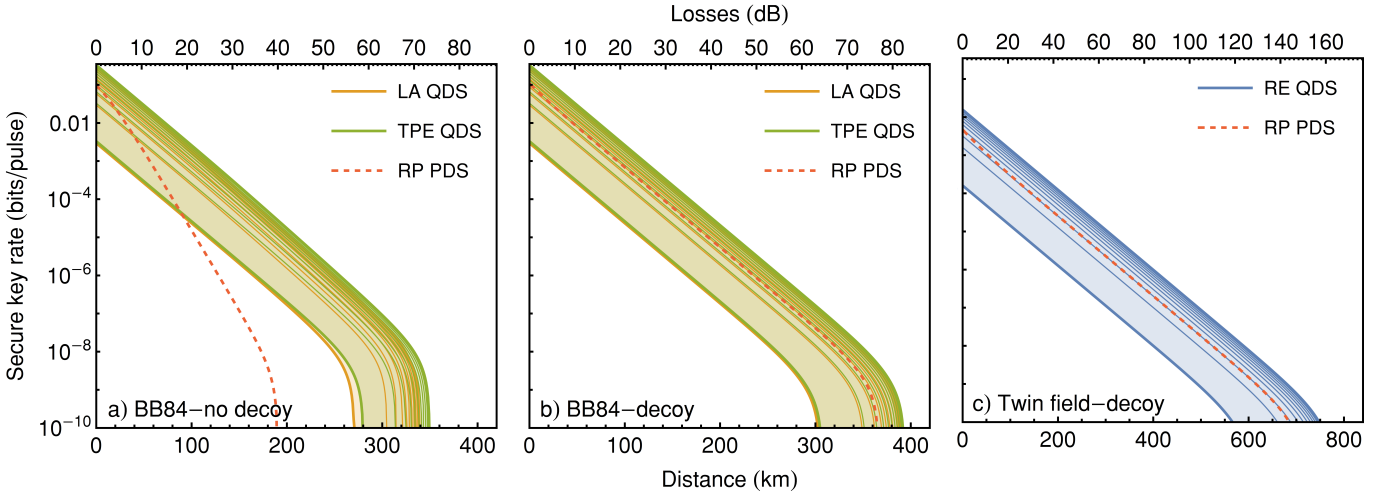 Losses (dB)
0 10 20 30 40 50 60 70 80
0 10 20 30 40 50 60 70 80
0 20 40 60 80 100 120 140 160
Secure key rate (bits/pulse)
0.01
10−4
10−6
10−8
10−10
LA QDS
TPE QDS
RP PDS
a) BB84−no decoy
LA QDS
TPE QDS
RP PDS
b) BB84−decoy
RE QDS
RP PDS
c) Twin field−decoy
0 100 200 300 400
0 100 200 300 400
0 200 400 600 800
Distance (km)